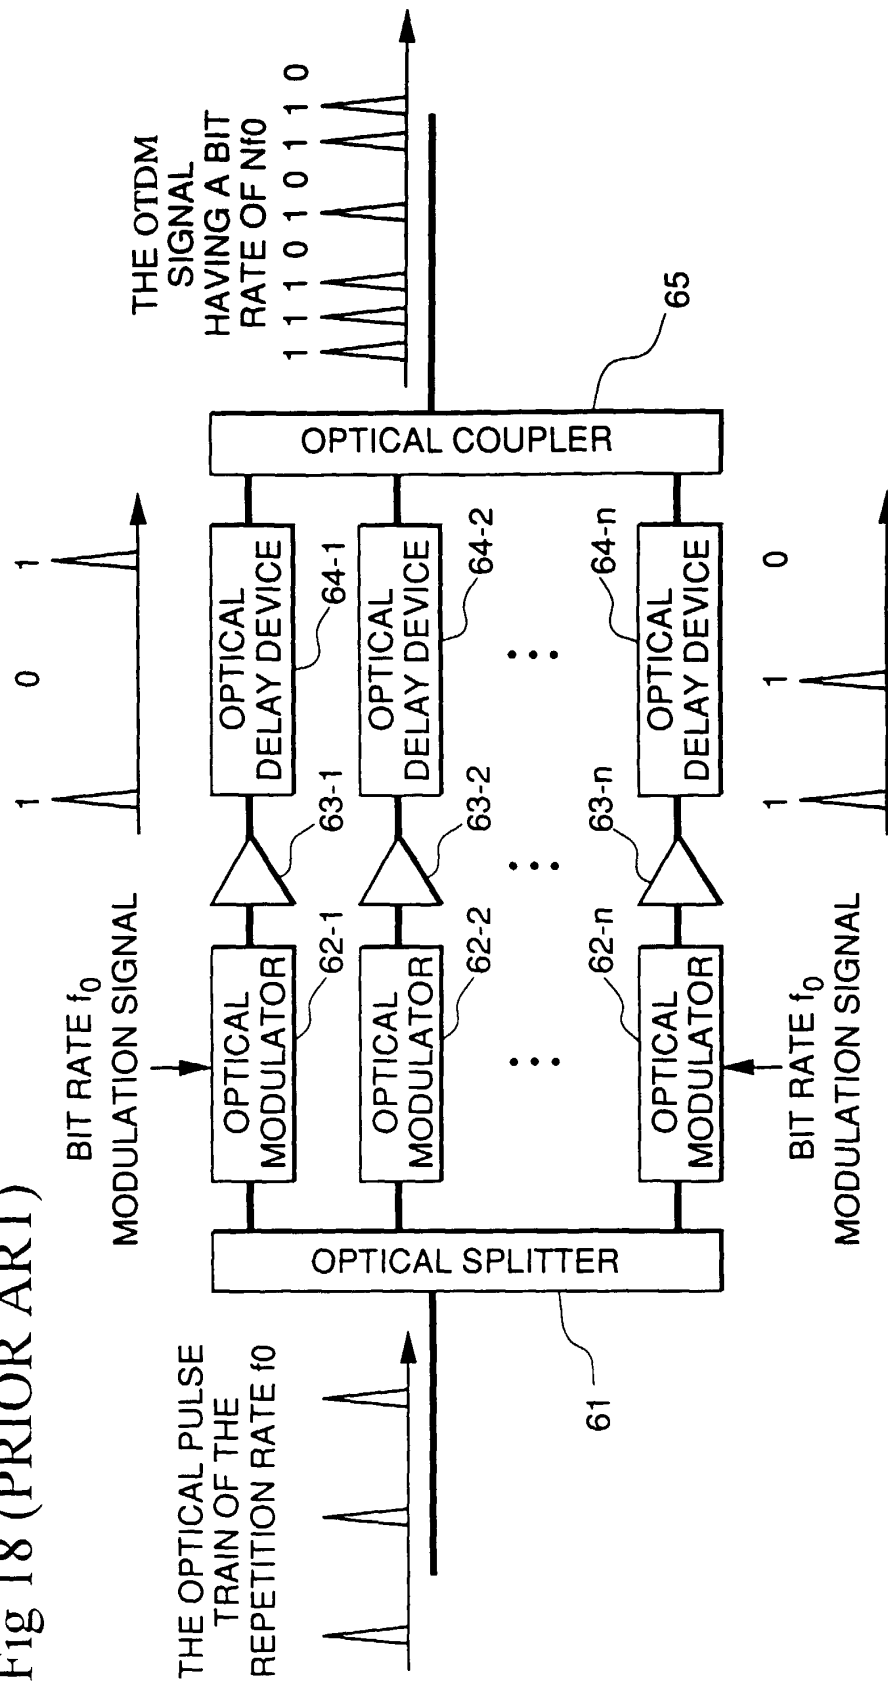 Fig 18 (PRIOR ART)
THE OPTICAL PULSE
TRAIN OF THE
REPETITION RATE f0
61
OPTICAL SPLITTER
BIT RATE f0
MODULATION SIGNAL
OPTICAL
MODULATOR
62-1
OPTICAL
MODULATOR
62-2
OPTICAL
MODULATOR
62-n
BIT RATE f0
MODULATION SIGNAL
63-1
63-2
63-n
1 0 1
OPTICAL
DELAY DEVICE
64-1
OPTICAL
DELAY DEVICE
64-2
OPTICAL
DELAY DEVICE
64-n
1 1 0
OPTICAL COUPLER
65
THE OTDM
SIGNAL
HAVING A BIT
RATE OF Nf0
1 1 1 0 1 0 1 1 0